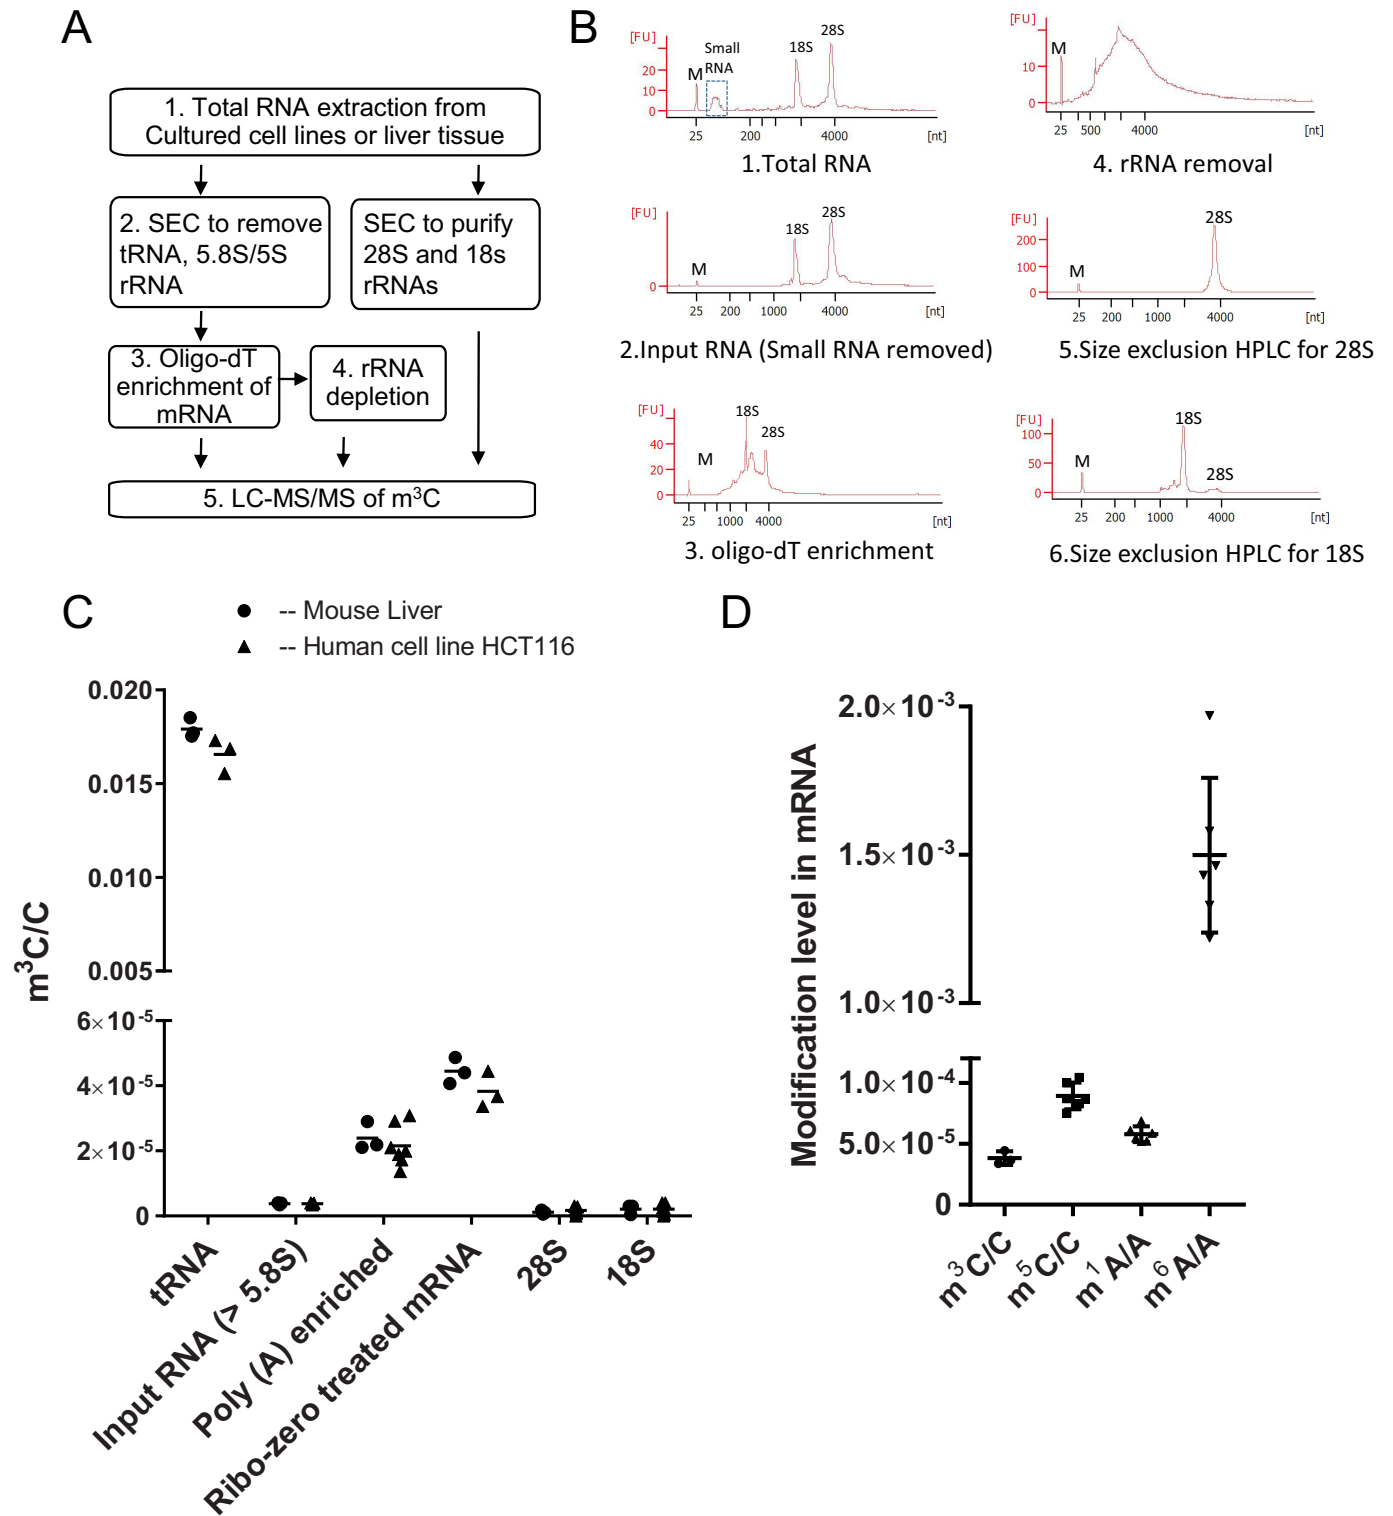 A
1. Total RNA extraction from
Cultured cell lines or liver tissue
2. SEC to remove
tRNA, 5.8S/5S
rRNA
SEC to purify
28S and 18s
rRNAs
3. Oligo-dT
enrichment of
mRNA
4. rRNA
depletion
5. LC-MS/MS of m³C
B
[FU]
20
10
0
M
Small
RNA
18S
28S
25 200 4000 [nt]
1.Total RNA
[FU]
10
0
M
25 500 4000 [nt]
4. rRNA removal
[FU]
0
M
18S
28S
25 200 1000 4000 [nt]
2.Input RNA (Small RNA removed)
[FU]
200
100
0
M
28S
25 200 1000 4000 [nt]
5.Size exclusion HPLC for 28S
[FU]
40
20
0
M
18S
28S
25 1000 4000 [nt]
3. oligo-dT enrichment
[FU]
100
50
0
M
18S
28S
25 200 1000 4000 [nt]
6.Size exclusion HPLC for 18S
C
-- Mouse Liver
-- Human cell line HCT116
m³C/C
0.020
0.015
0.010
0.005
6×10⁻⁵
4×10⁻⁵
2×10⁻⁵
0
tRNA
Input RNA (> 5.8S)
Poly (A) enriched
Ribo-zero treated mRNA
28S
18S
D
Modification level in mRNA
2.0×10⁻³
1.5×10⁻³
1.0×10⁻³
1.0×10⁻⁴
5.0×10⁻⁵
0
m³C/C
m⁵C/C
m¹A/A
m⁶A/A